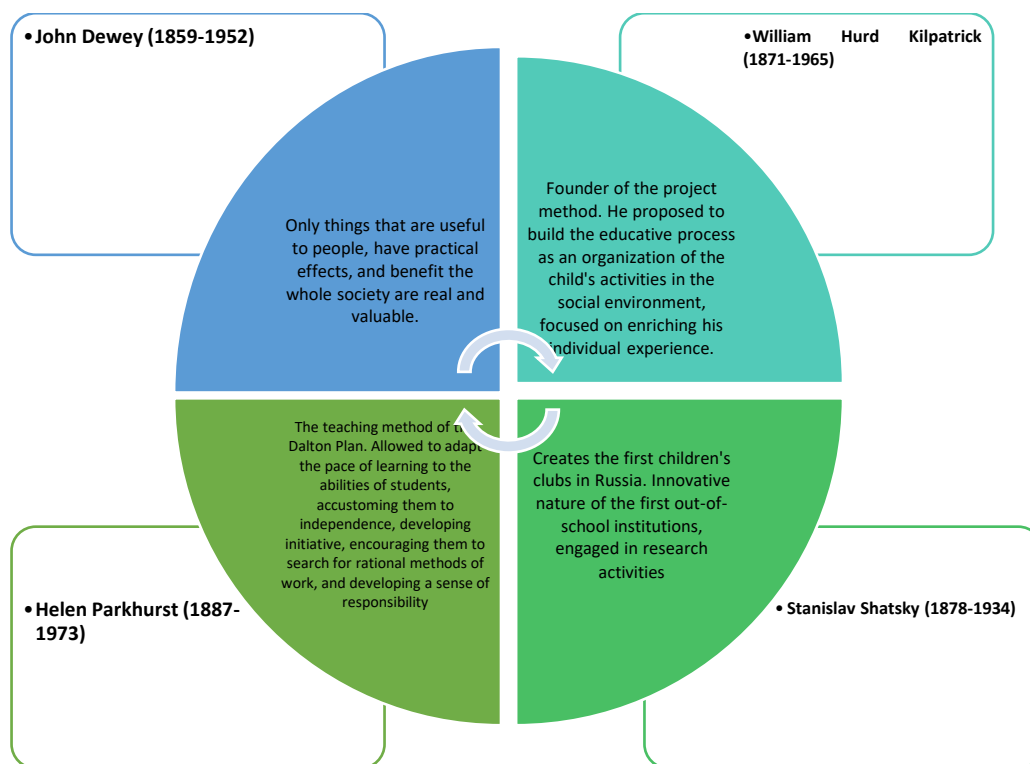 •John Dewey (1859-1952)
Only things that are useful
to people, have practical
effects, and benefit the
whole society are real and
valuable.
•William Hurd Kilpatrick
(1871-1965)
Founder of the project
method. He proposed to
build the educative process
as an organization of the
child's activities in the
social environment,
focused on enriching his
individual experience.
The teaching method of the
Dalton Plan. Allowed to adapt
the pace of learning to the
abilities of students,
accustoming them to
independence, developing
initiative, encouraging them to
search for rational methods of
work, and developing a sense of
responsibility
•Helen Parkhurst (1887-
1973)
Creates the first children's
clubs in Russia. Innovative
nature of the first out-of-
school institutions,
engaged in research
activities
• Stanislav Shatsky (1878-1934)